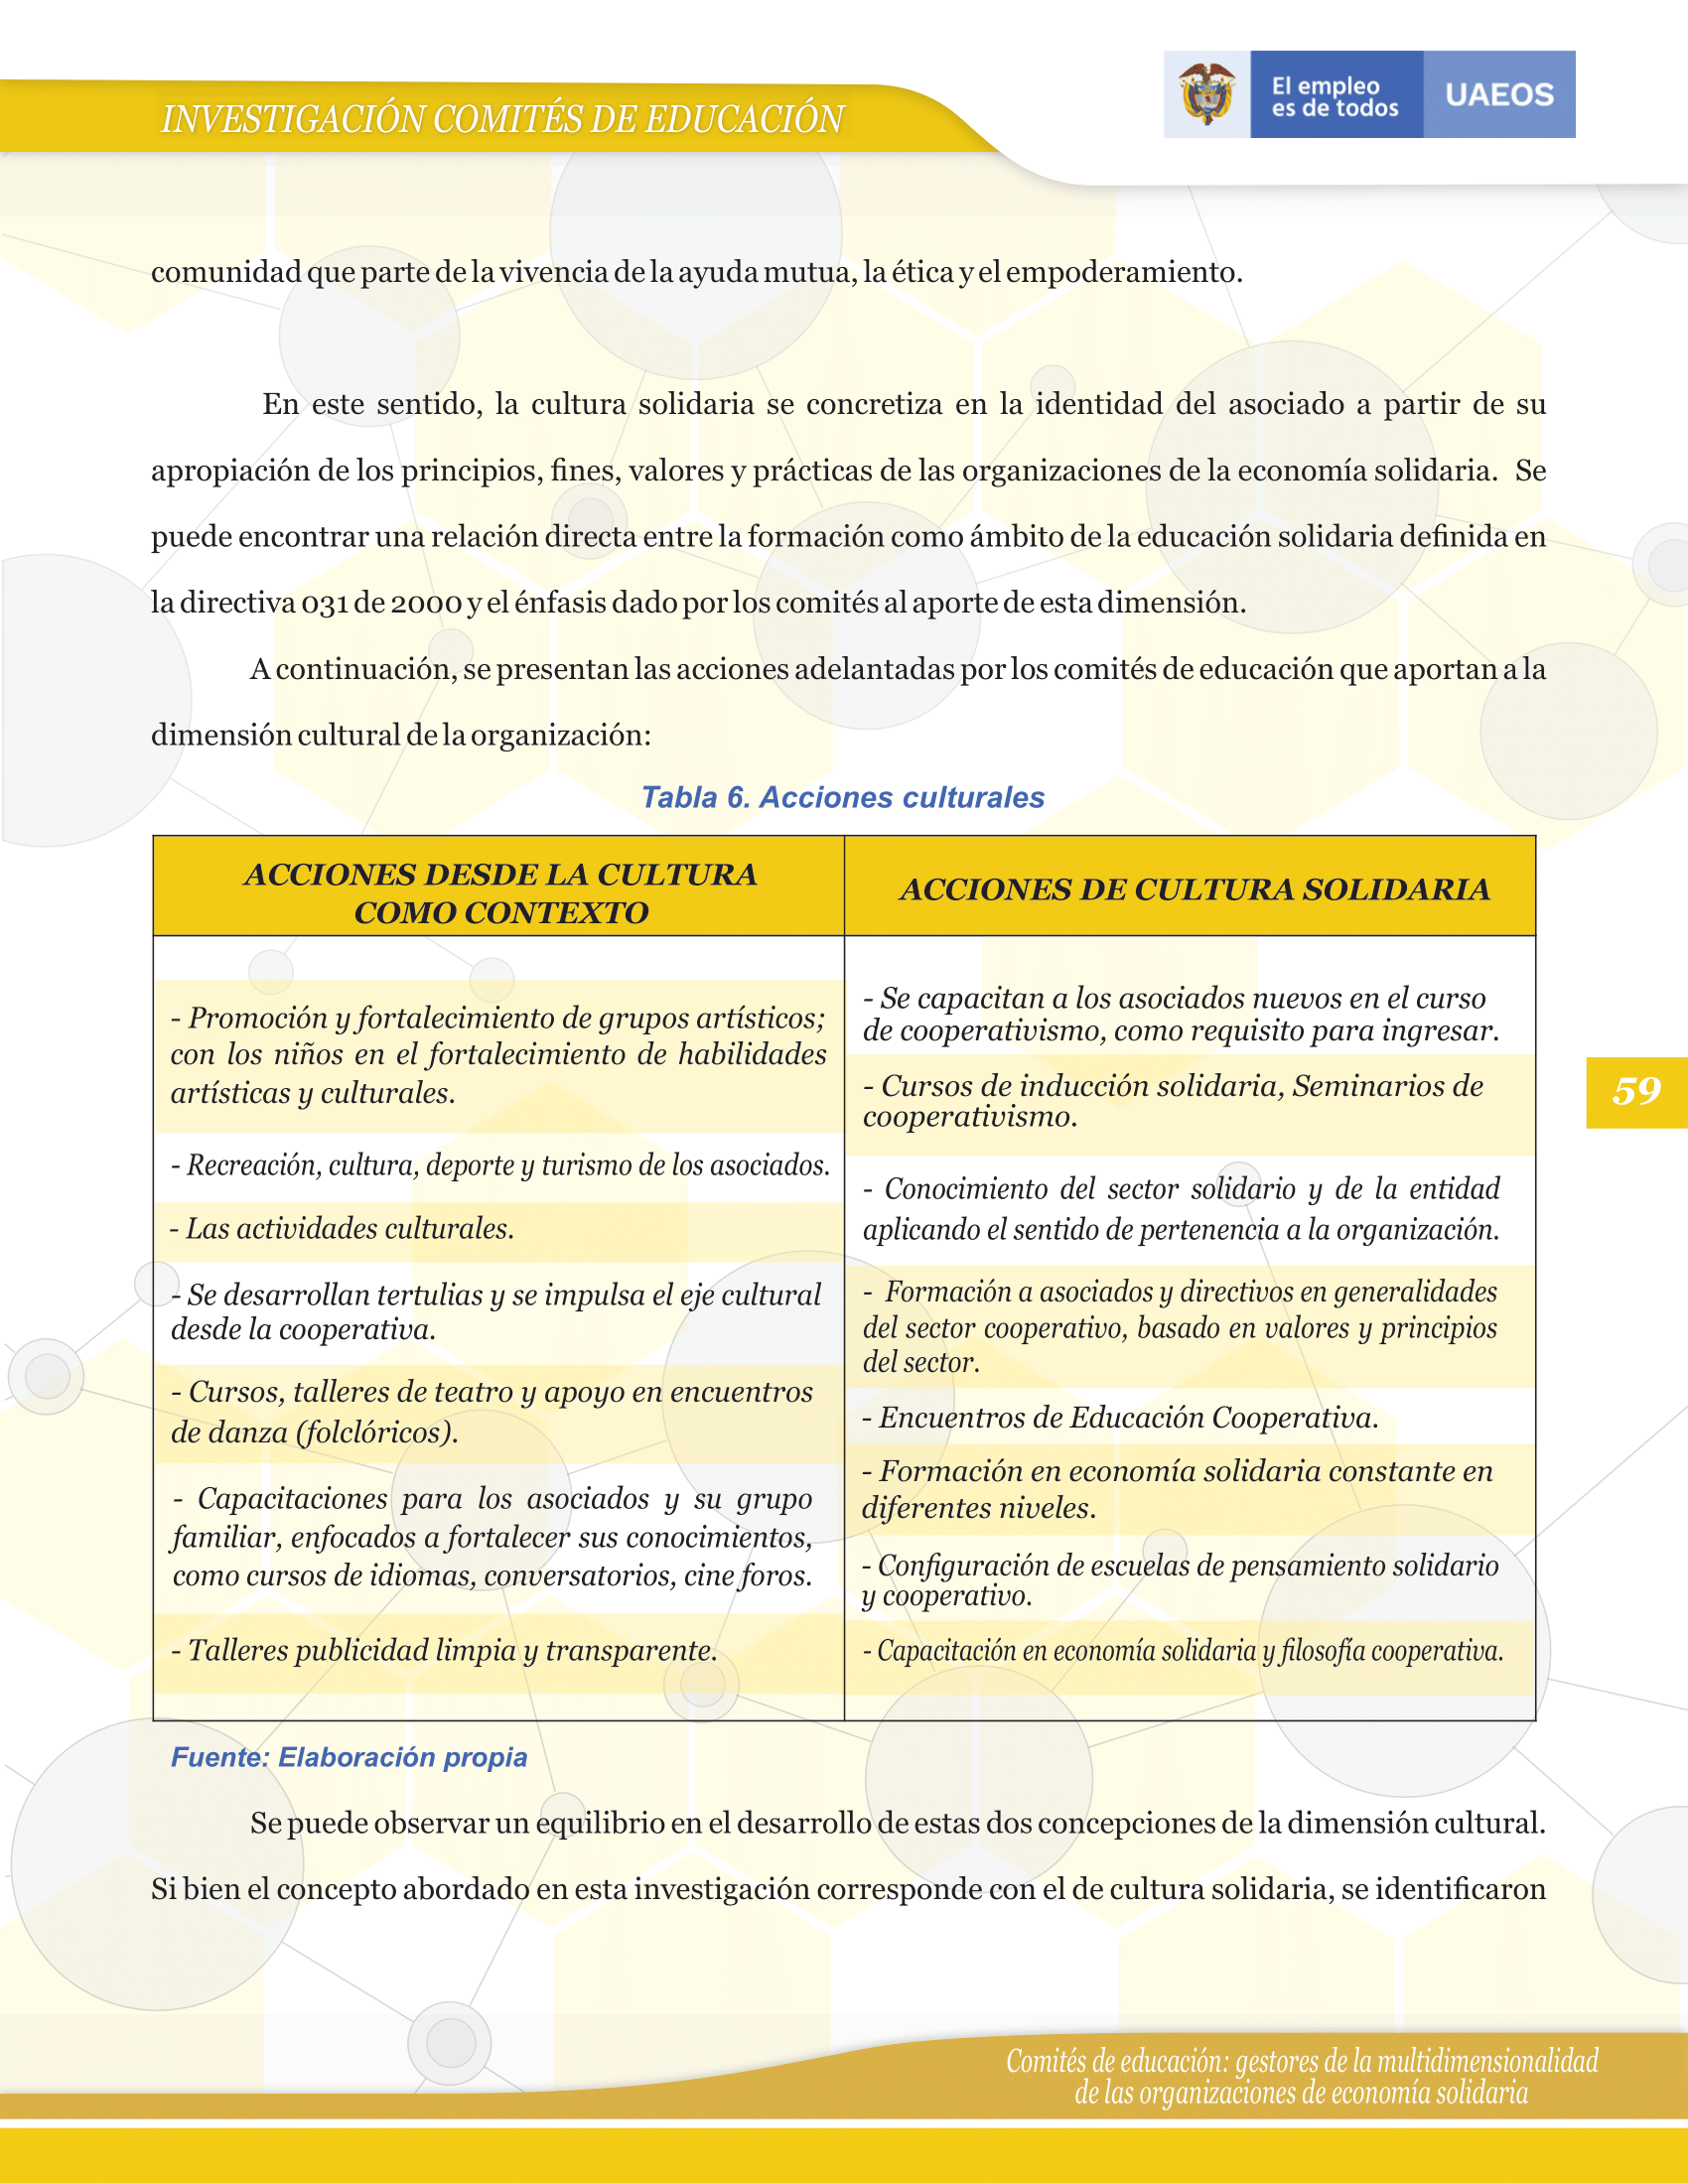 INVESTIGACIÓN COMITÉS DE EDUCACIÓN
El empleo
es de todos
UAEOS
comunidad que parte de la vivencia de la ayuda mutua, la ética y el empoderamiento.
En este sentido, la cultura solidaria se concretiza en la identidad del asociado a partir de su
apropiación de los principios, fines, valores y prácticas de las organizaciones de la economía solidaria. Se
puede encontrar una relación directa entre la formación como ámbito de la educación solidaria definida en
la directiva 031 de 2000 y el énfasis dado por los comités al aporte de esta dimensión.
A continuación, se presentan las acciones adelantadas por los comités de educación que aportan a la
dimensión cultural de la organización:
Tabla 6. Acciones culturales
ACCIONES DESDE LA CULTURA
COMO CONTEXTO
- Promoción y fortalecimiento de grupos artísticos;
con los niños en el fortalecimiento de habilidades
artísticas y culturales.
- Recreación, cultura, deporte y turismo de los asociados.
- Las actividades culturales.
- Se desarrollan tertulias y se impulsa el eje cultural
desde la cooperativa.
- Cursos, talleres de teatro y apoyo en encuentros
de danza (folclóricos).
- Capacitaciones para los asociados y su grupo
familiar, enfocados a fortalecer sus conocimientos,
como cursos de idiomas, conversatorios, cine foros.
- Talleres publicidad limpia y transparente.
ACCIONES DE CULTURA SOLIDARIA
- Se capacitan a los asociados nuevos en el curso
de cooperativismo, como requisito para ingresar.
- Cursos de inducción solidaria, Seminarios de
cooperativismo.
- Conocimiento del sector solidario y de la entidad
aplicando el sentido de pertenencia a la organización.
- Formación a asociados y directivos en generalidades
del sector cooperativo, basado en valores y principios
del sector.
- Encuentros de Educación Cooperativa.
- Formación en economía solidaria constante en
diferentes niveles.
- Configuración de escuelas de pensamiento solidario
y cooperativo.
- Capacitación en economía solidaria y filosofía cooperativa.
59
Fuente: Elaboración propia
Se puede observar un equilibrio en el desarrollo de estas dos concepciones de la dimensión cultural.
Si bien el concepto abordado en esta investigación corresponde con el de cultura solidaria, se identificaron
Comités de educación: gestores de la multidimensionalidad
de las organizaciones de economía solidaria